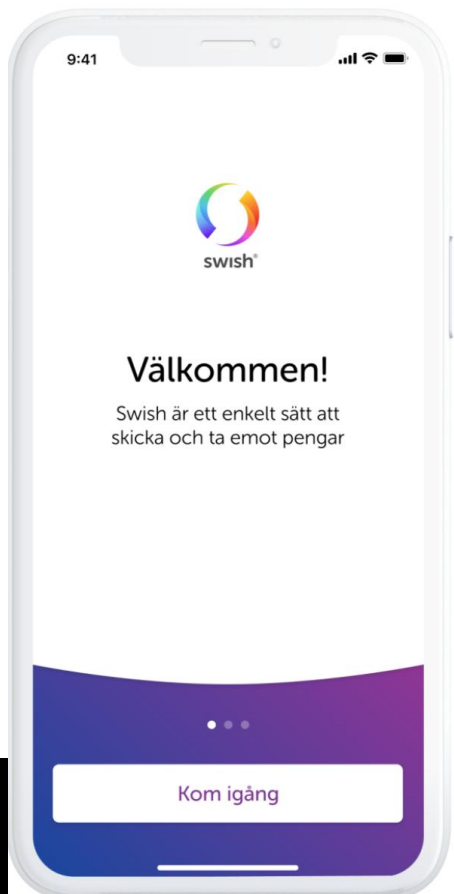 9:41
swish®
Välkommen!
Swish är ett enkelt sätt att
skicka och ta emot pengar
Kom igång